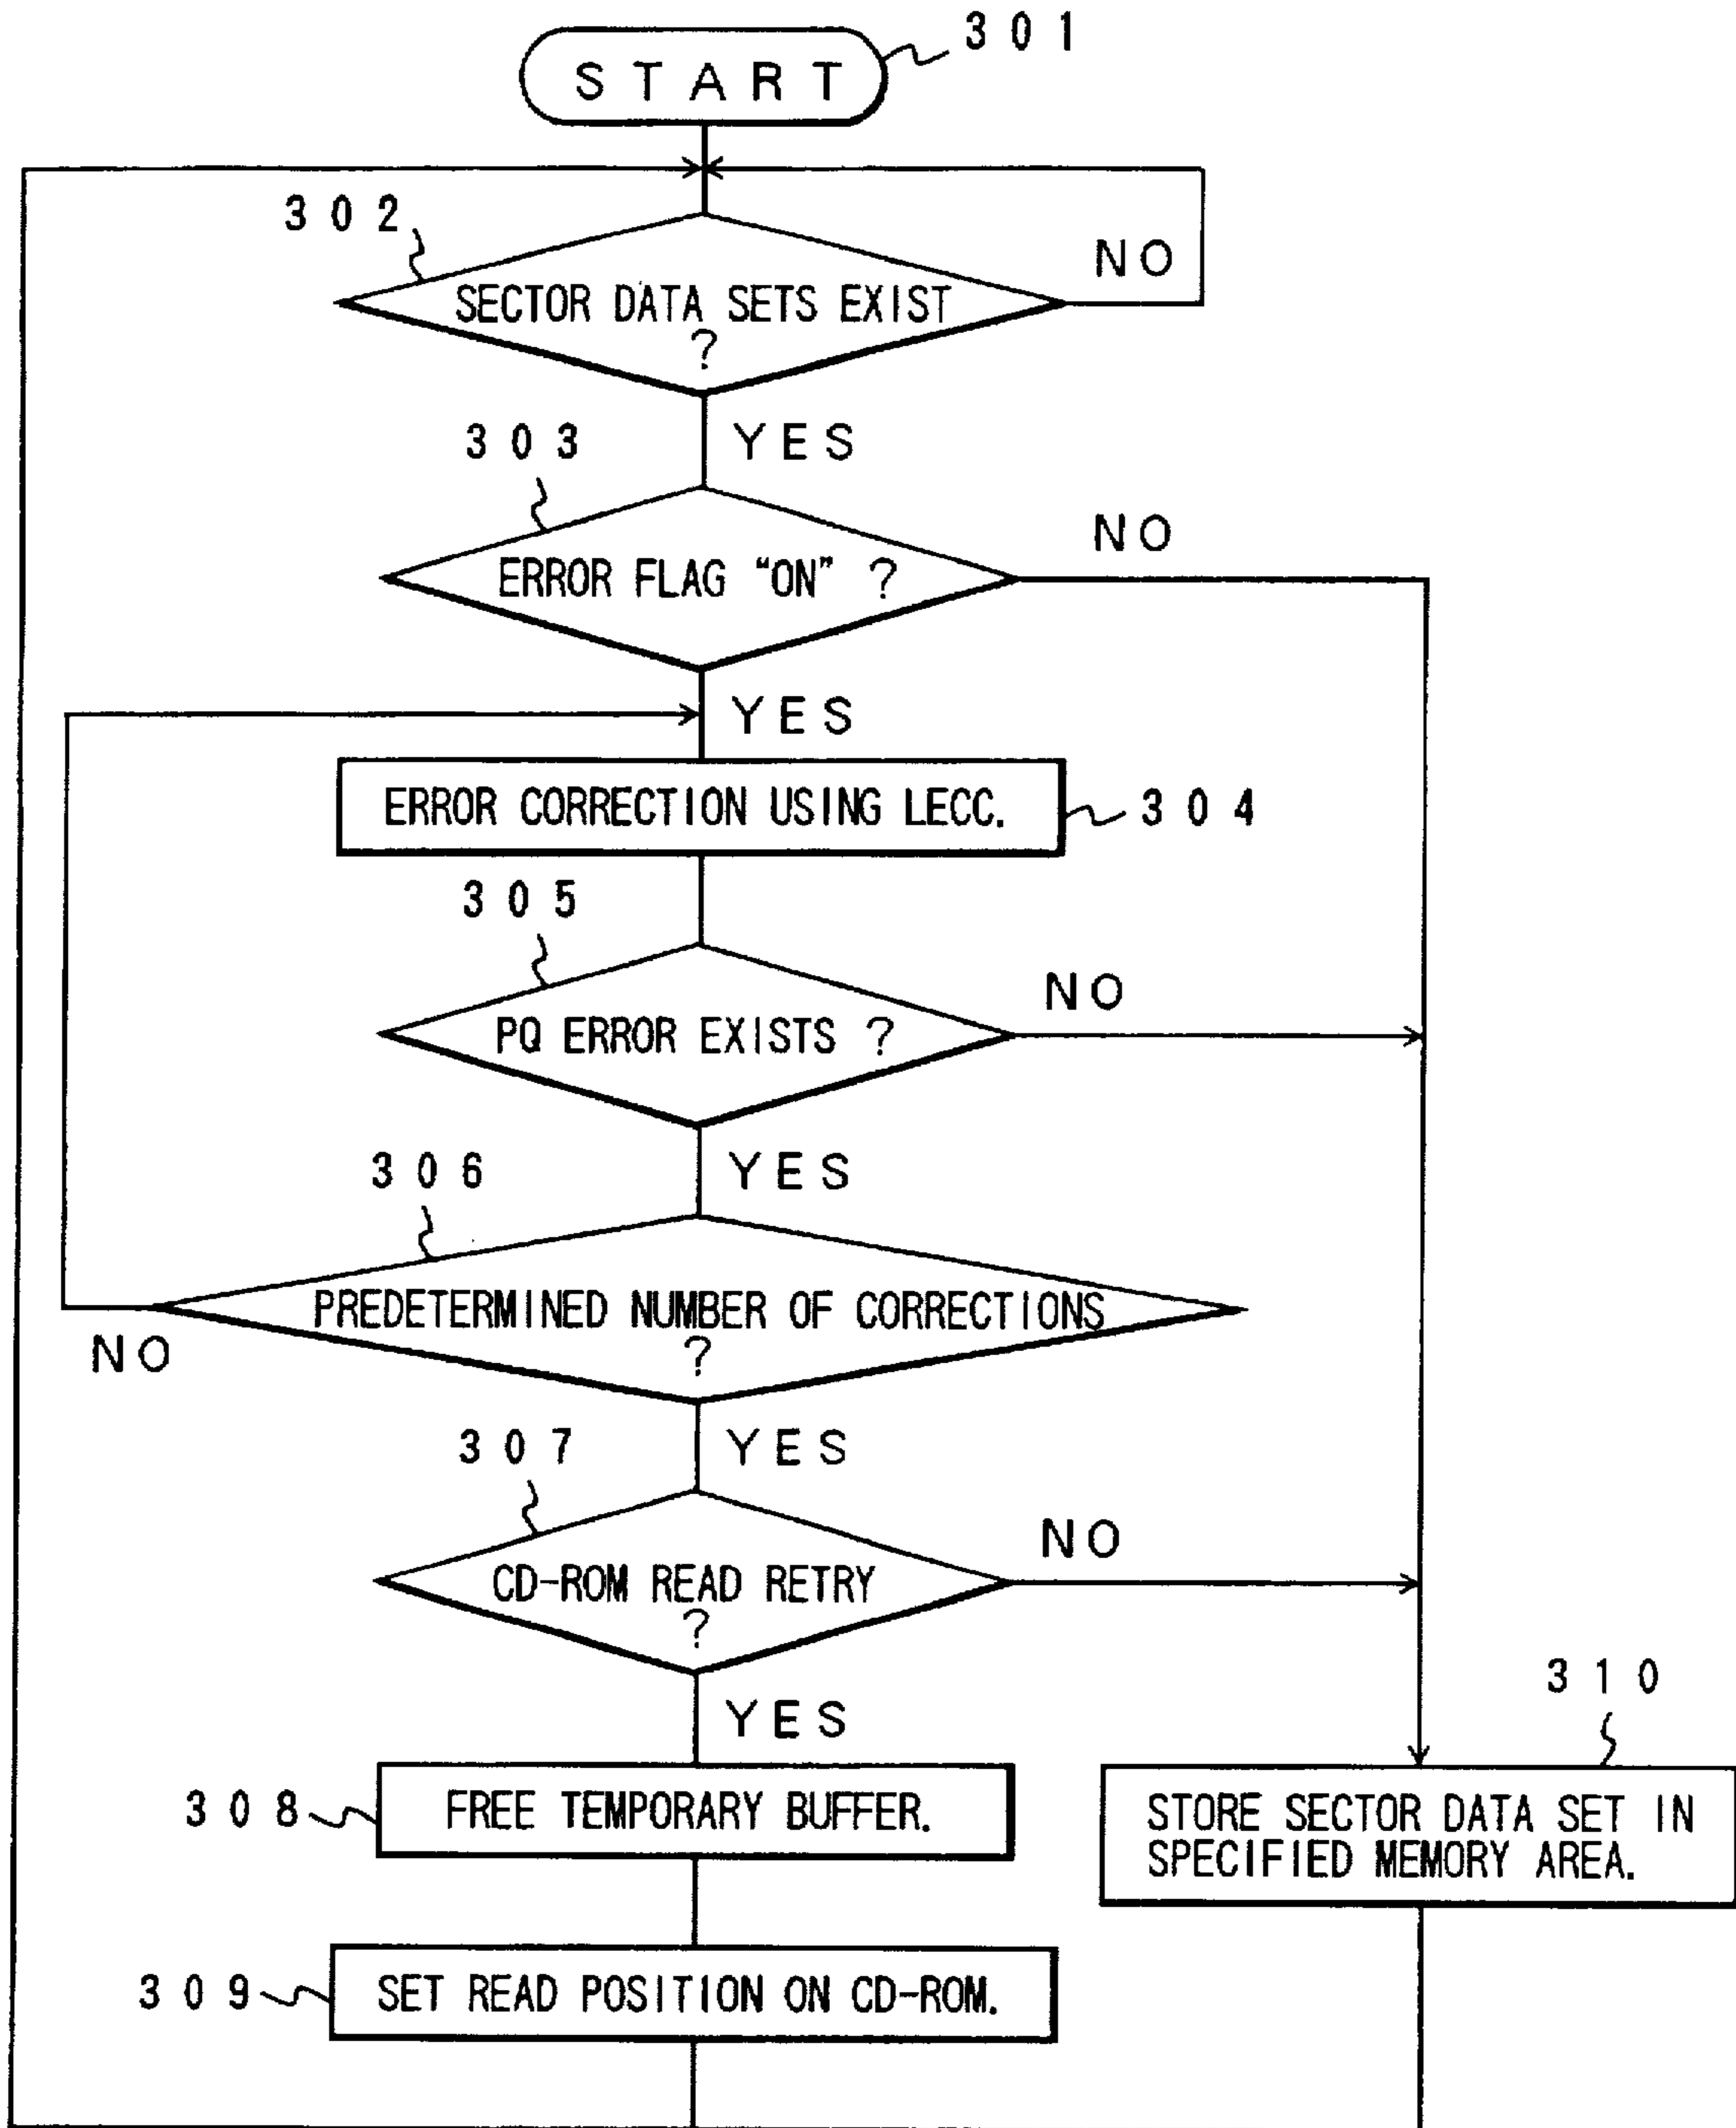 301
START
302
NO
SECTOR DATA SETS EXIST
?
303
YES
NO
ERROR FLAG “ON” ?
YES
ERROR CORRECTION USING LECC.
304
305
NO
PQ ERROR EXISTS ?
306
YES
PREDETERMINED NUMBER OF CORRECTIONS
?
NO
307
YES
NO
CD-ROM READ RETRY
?
310
YES
308
FREE TEMPORARY BUFFER.
STORE SECTOR DATA SET IN
SPECIFIED MEMORY AREA.
309
SET READ POSITION ON CD-ROM.